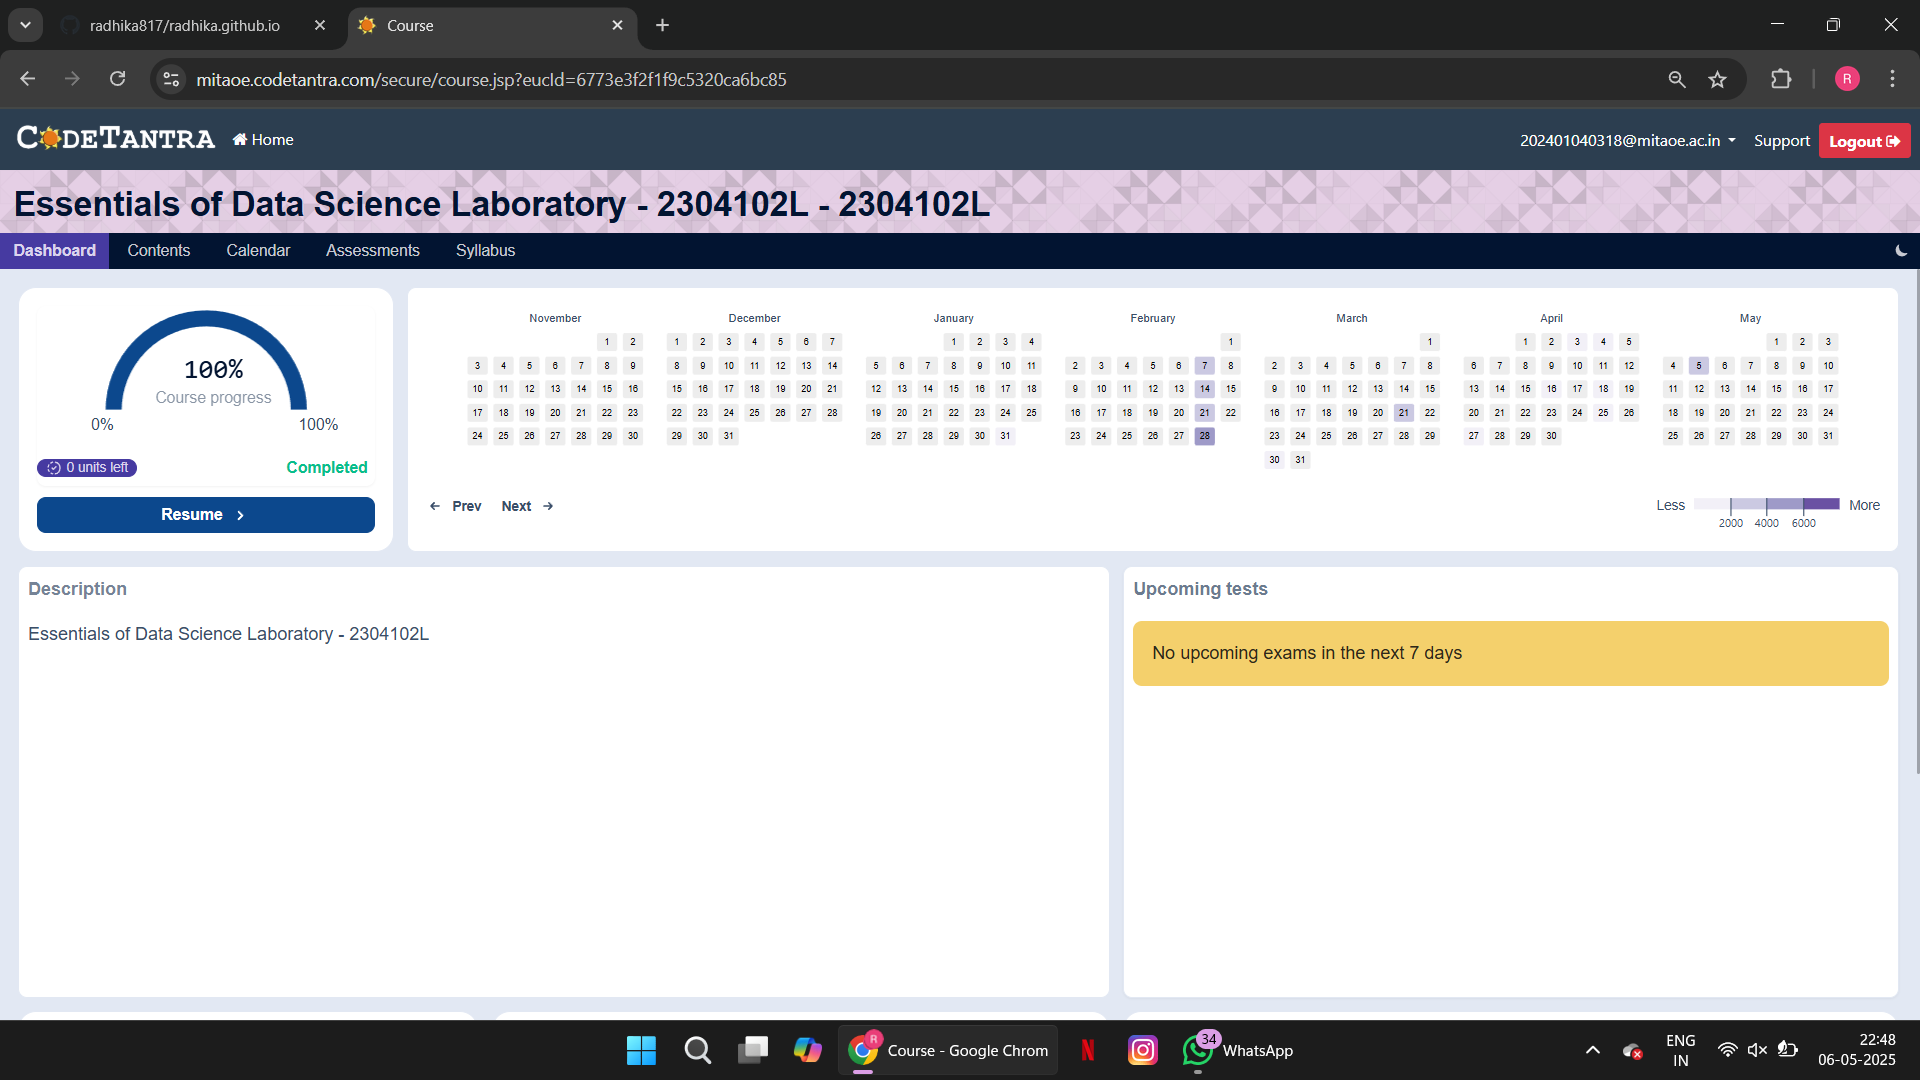 radhika817/radhika.github.io
Course
mitaoe.codetantra.com/secure/course.jsp?eucId=6773e3f2f1f9c5320ca6bc85
R
CODETANTRA
Home
202401040318@mitaoe.ac.in
Support
Logout
Essentials of Data Science Laboratory - 2304102L - 2304102L
Dashboard
Contents
Calendar
Assessments
Syllabus
100%
Course progress
0%
100%
0 units left
Completed
Resume
November
1 2
3 4 5 6 7 8 9
10 11 12 13 14 15 16
17 18 19 20 21 22 23
24 25 26 27 28 29 30
December
1 2 3 4 5 6 7
8 9 10 11 12 13 14
15 16 17 18 19 20 21
22 23 24 25 26 27 28
29 30 31
January
1 2 3 4
5 6 7 8 9 10 11
12 13 14 15 16 17 18
19 20 21 22 23 24 25
26 27 28 29 30 31
February
1
2 3 4 5 6 7 8
9 10 11 12 13 14 15
16 17 18 19 20 21 22
23 24 25 26 27 28
March
1
2 3 4 5 6 7 8
9 10 11 12 13 14 15
16 17 18 19 20 21 22
23 24 25 26 27 28 29
30 31
April
1 2 3 4 5
6 7 8 9 10 11 12
13 14 15 16 17 18 19
20 21 22 23 24 25 26
27 28 29 30
May
1 2 3
4 5 6 7 8 9 10
11 12 13 14 15 16 17
18 19 20 21 22 23 24
25 26 27 28 29 30 31
Prev
Next
Less
More
2000 4000 6000
Description
Essentials of Data Science Laboratory - 2304102L
Upcoming tests
No upcoming exams in the next 7 days
R
Course - Google Chrom
N
34
WhatsApp
ENG
IN
22:48
06-05-2025